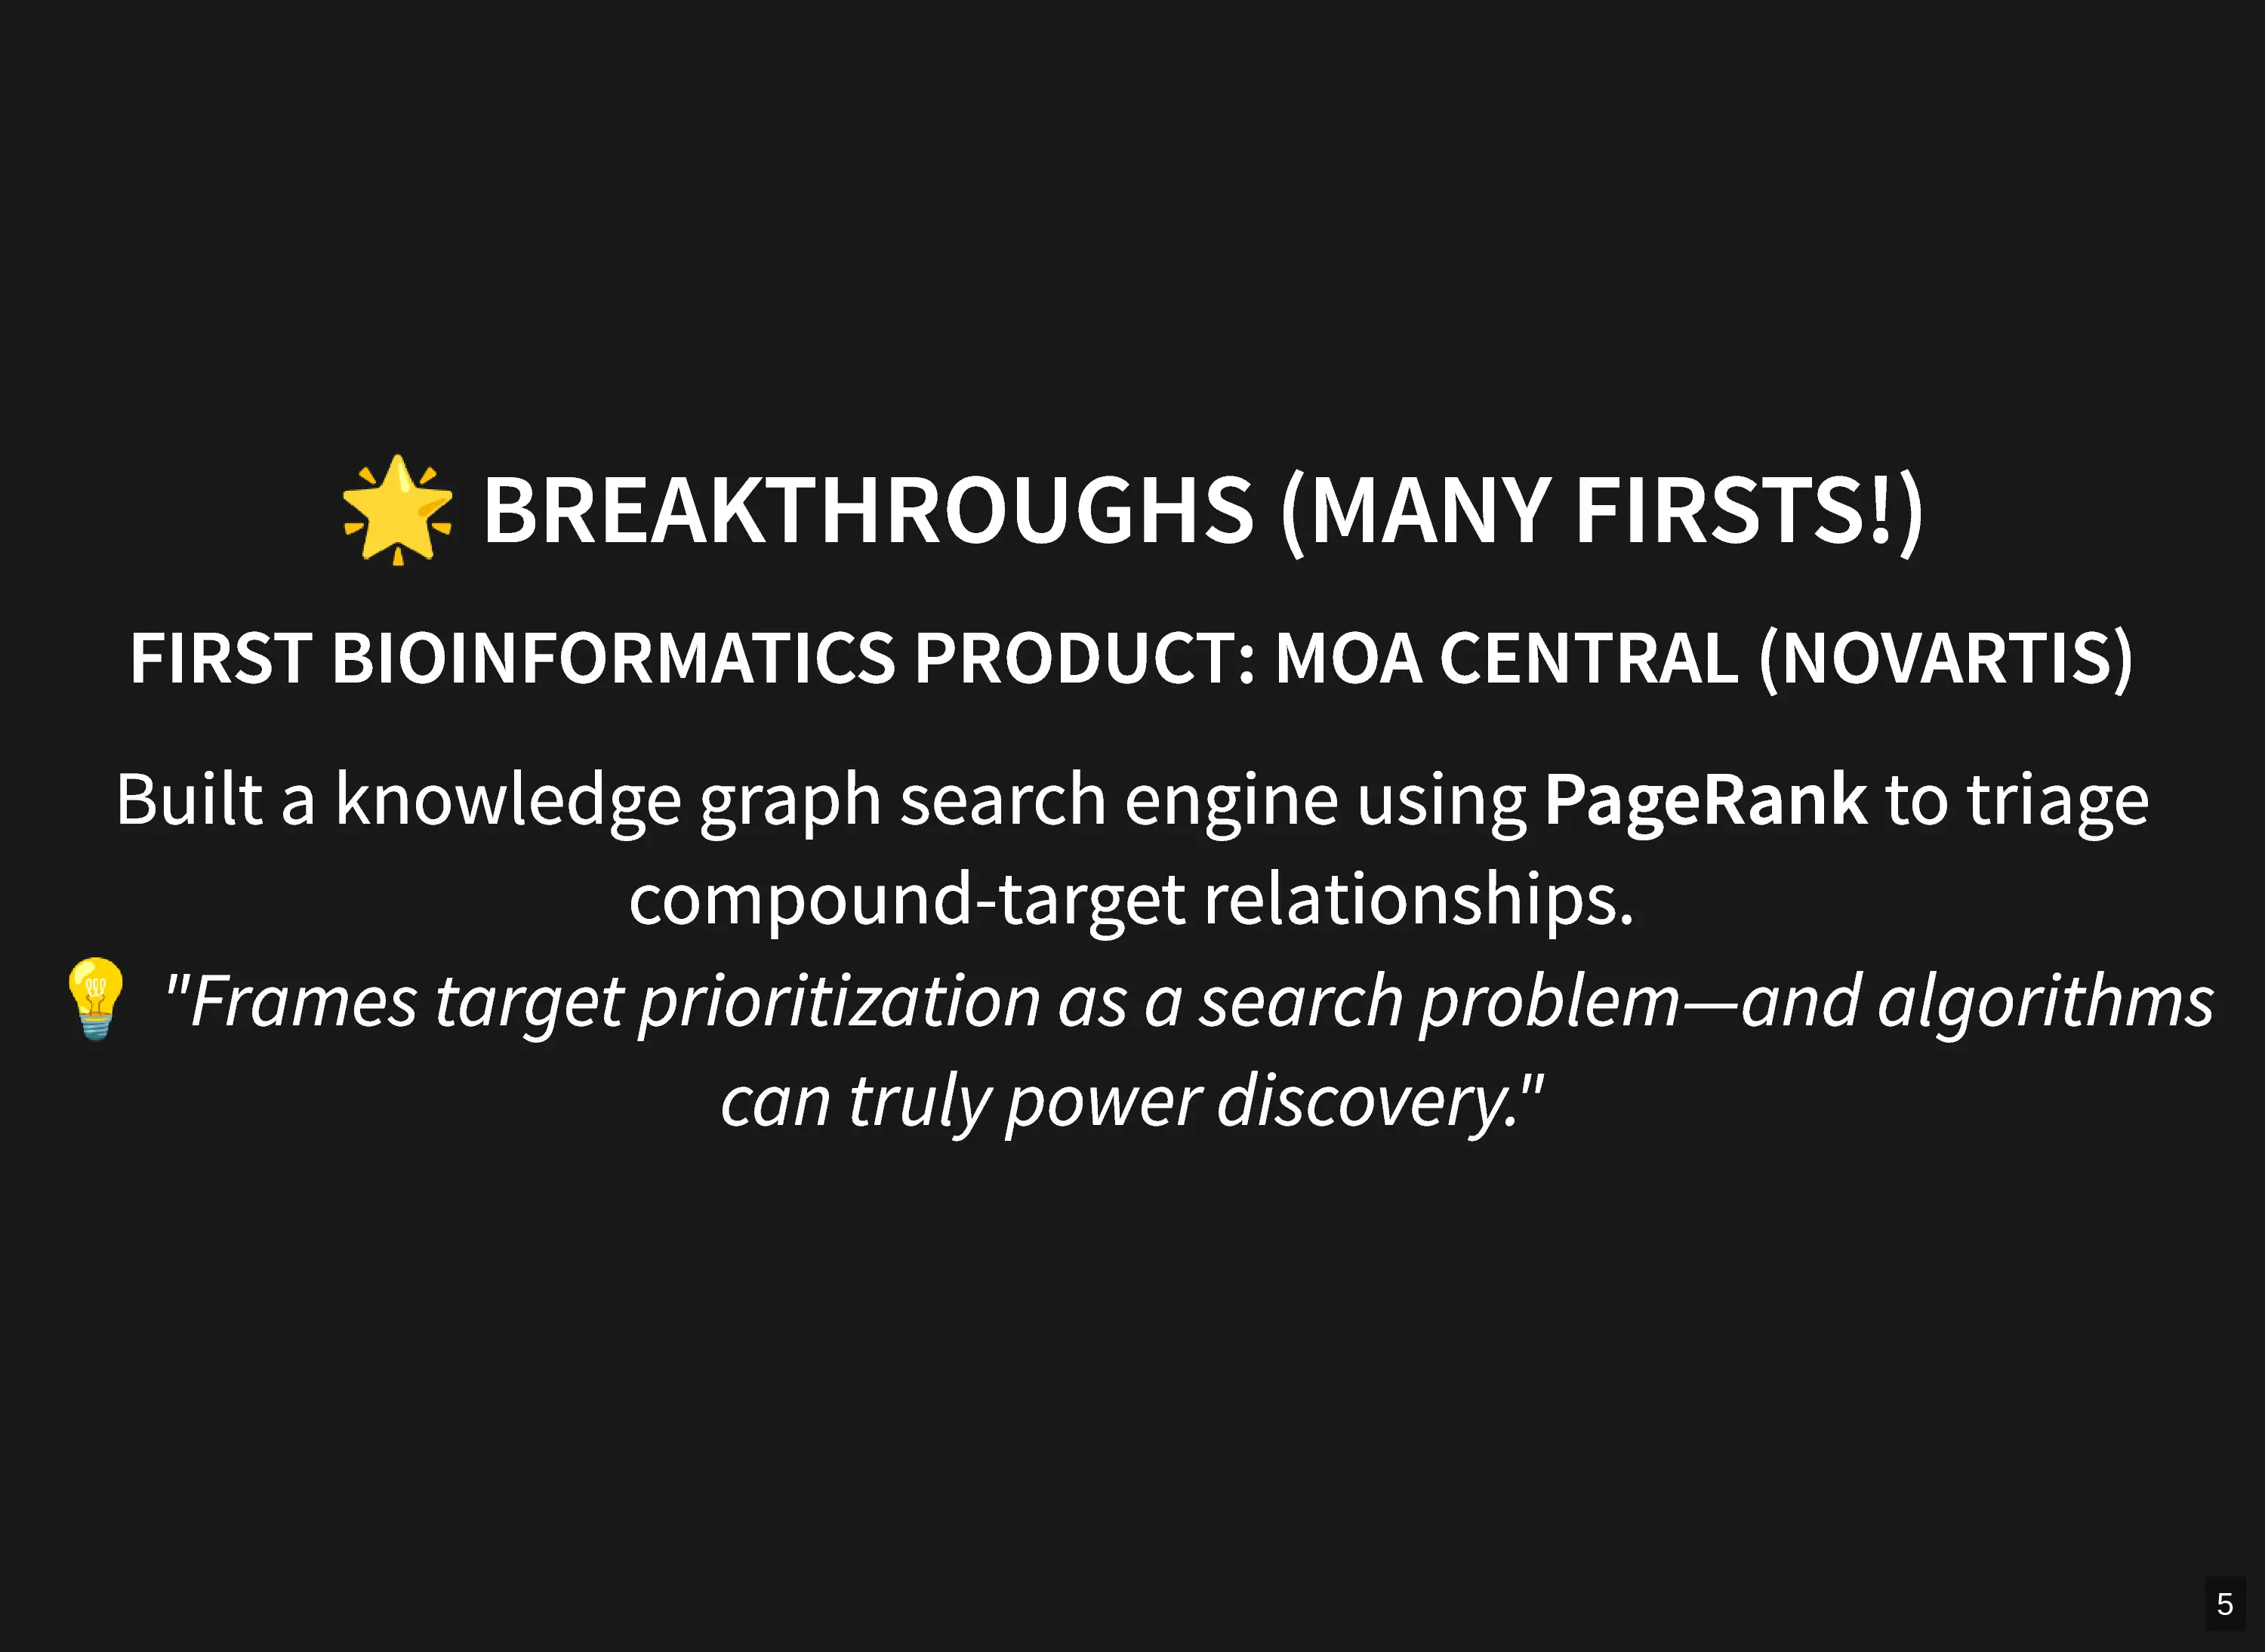 🌟 BREAKTHROUGHS (MANY FIRSTS!)
FIRST BIOINFORMATICS PRODUCT: MOA CENTRAL (NOVARTIS)
Built a knowledge graph search engine using PageRank to triage
compound-target relationships.
💡 "Frames target prioritization as a search problem—and algorithms
can truly power discovery."
5